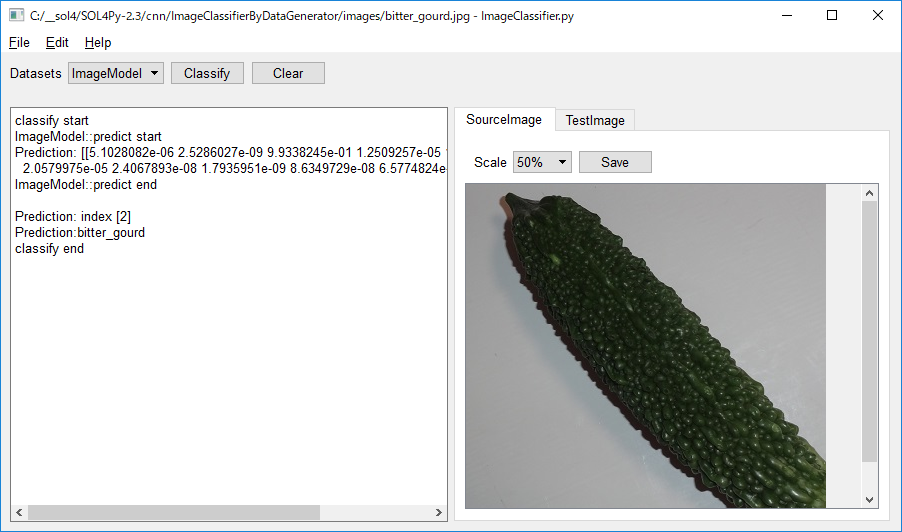 C:/__sol4/SOL4Py-2.3/cnn/ImageClassifierByDataGenerator/images/bitter_gourd.jpg - ImageClassifier.py
File Edit Help
Datasets ImageModel Classify Clear
classify start
ImageModel::predict start
Prediction: [[5.1028082e-06 2.5286027e-09 9.9338245e-01 1.2509257e-05
2.0579975e-05 2.4067893e-08 1.7935951e-09 8.6349729e-08 6.5774824e
ImageModel::predict end
Prediction: index [2]
Prediction:bitter_gourd
classify end
SourceImage TestImage
Scale 50% Save